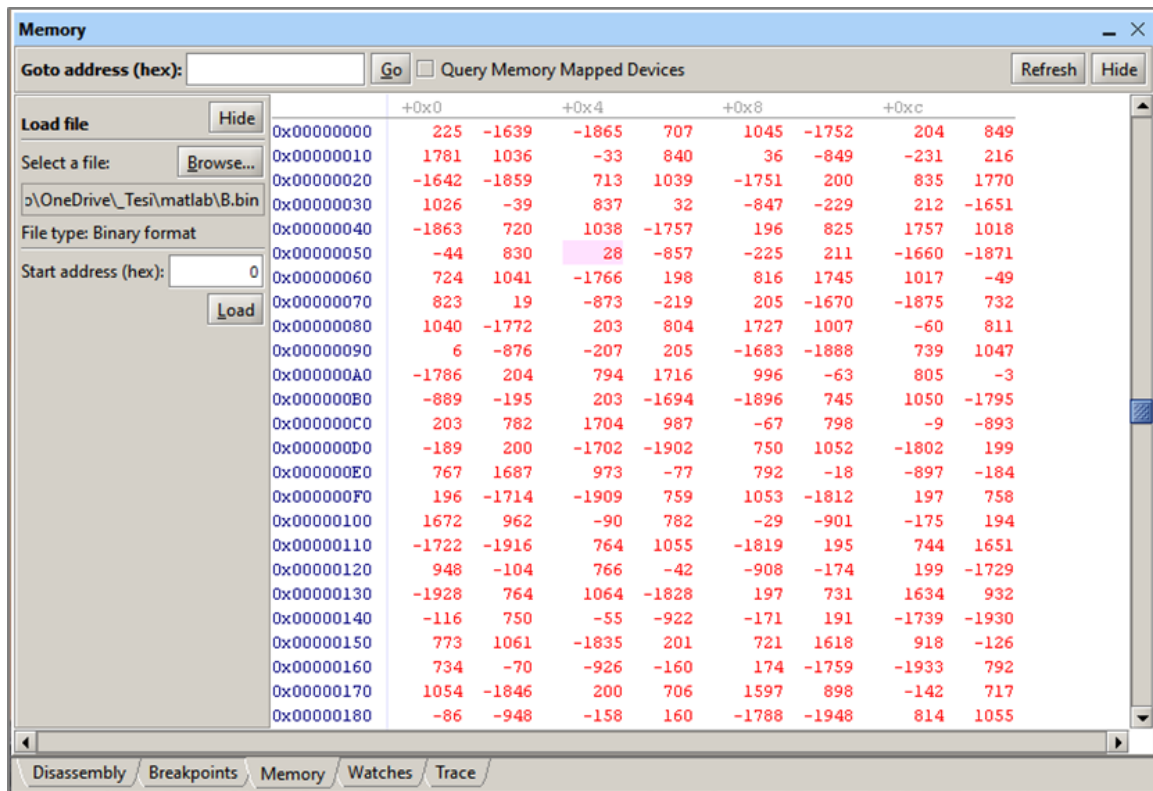 Memory
Goto address (hex): Go Query Memory Mapped Devices Refresh Hide
Load file Hide
Select a file: Browse...
o\OneDrive\_Tesi\matlab\B.bin
File type: Binary format
Start address (hex): 0
Load
+0x0 +0x4 +0x8 +0xc
0x00000000 225 -1639 -1865 707 1045 -1752 204 849
0x00000010 1781 1036 -33 840 36 -849 -231 216
0x00000020 -1642 -1859 713 1039 -1751 200 835 1770
0x00000030 1026 -39 837 32 -847 -229 212 -1651
0x00000040 -1863 720 1038 -1757 196 825 1757 1018
0x00000050 -44 830 28 -857 -225 211 -1660 -1871
0x00000060 724 1041 -1766 198 816 1745 1017 -49
0x00000070 823 19 -873 -219 205 -1670 -1875 732
0x00000080 1040 -1772 203 804 1727 1007 -60 811
0x00000090 6 -876 -207 205 -1683 -1888 739 1047
0x000000A0 -1786 204 794 1716 996 -63 805 -3
0x000000B0 -889 -195 203 -1694 -1896 745 1050 -1795
0x000000C0 203 782 1704 987 -67 798 -9 -893
0x000000D0 -189 200 -1702 -1902 750 1052 -1802 199
0x000000E0 767 1687 973 -77 792 -18 -897 -184
0x000000F0 196 -1714 -1909 759 1053 -1812 197 758
0x00000100 1672 962 -90 782 -29 -901 -175 194
0x00000110 -1722 -1916 764 1055 -1819 195 744 1651
0x00000120 948 -104 766 -42 -908 -174 199 -1729
0x00000130 -1928 764 1064 -1828 197 731 1634 932
0x00000140 -116 750 -55 -922 -171 191 -1739 -1930
0x00000150 773 1061 -1835 201 721 1618 918 -126
0x00000160 734 -70 -926 -160 174 -1759 -1933 792
0x00000170 1054 -1846 200 706 1597 898 -142 717
0x00000180 -86 -948 -158 160 -1788 -1948 814 1055
Disassembly Breakpoints Memory Watches Trace